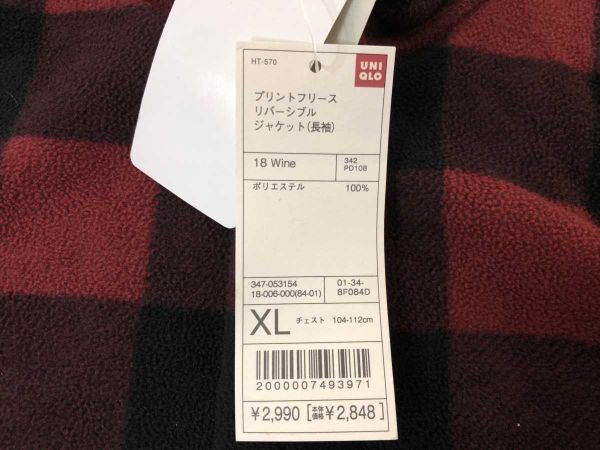 HT-570
UNI
QLO
プリントフリース
リバーシブル
ジャケット(長袖)
18 Wine
342
PD10B
ポリエステル 100%
347-053154
18-006-000(84-01)
01-34-
8F084D
XL チェスト 104-112cm
2000007493971
¥2,990 [本体価格 ¥2,848]